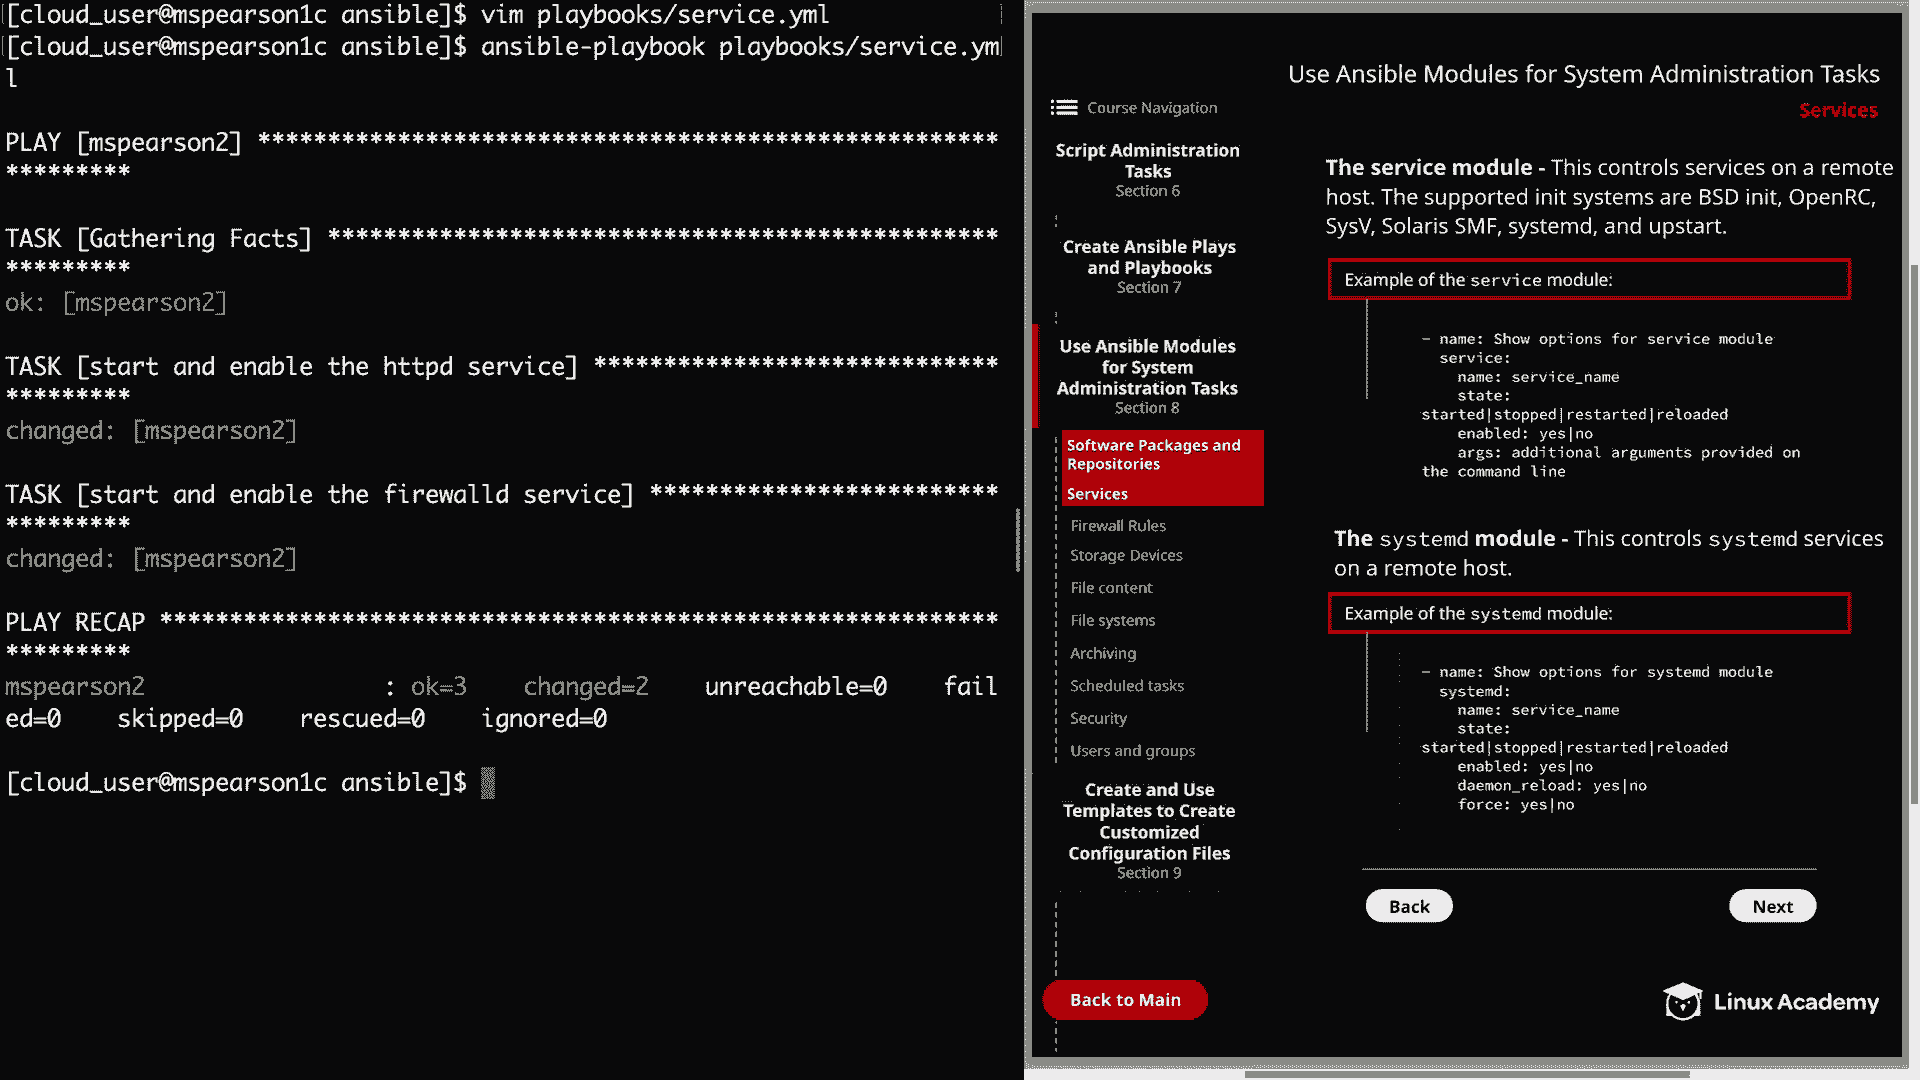 [cloud_user@mspearson1c ansible]$ vim playbooks/service.yml
[cloud_user@mspearson1c ansible]$ ansible-playbook playbooks/service.ym
l
PLAY [mspearson2] *****************************************************
*********
TASK [Gathering Facts] ************************************************
*********
ok: [mspearson2]
TASK [start and enable the httpd service] *****************************
*********
changed: [mspearson2]
TASK [start and enable the firewalld service] *************************
*********
changed: [mspearson2]
PLAY RECAP ************************************************************
*********
mspearson2                 : ok=3    changed=2    unreachable=0    fail
ed=0    skipped=0    rescued=0    ignored=0
[cloud_user@mspearson1c ansible]$
Use Ansible Modules for System Administration Tasks
Services
Course Navigation
Script Administration
Tasks
Section 6
Create Ansible Plays
and Playbooks
Section 7
Use Ansible Modules
for System
Administration Tasks
Section 8
Software Packages and
Repositories
Services
Firewall Rules
Storage Devices
File content
File systems
Archiving
Scheduled tasks
Security
Users and groups
Create and Use
Templates to Create
Customized
Configuration Files
Section 9
Back to Main
The service module - This controls services on a remote
host. The supported init systems are BSD init, OpenRC,
SysV, Solaris SMF, systemd, and upstart.
Example of the service module:
- name: Show options for service module
service:
name: service_name
state:
started|stopped|restarted|reloaded
enabled: yes|no
args: additional arguments provided on
the command line
The systemd module - This controls systemd services
on a remote host.
Example of the systemd module:
- name: Show options for systemd module
systemd:
name: service_name
state:
started|stopped|restarted|reloaded
enabled: yes|no
daemon_reload: yes|no
force: yes|no
Back
Next
Linux Academy